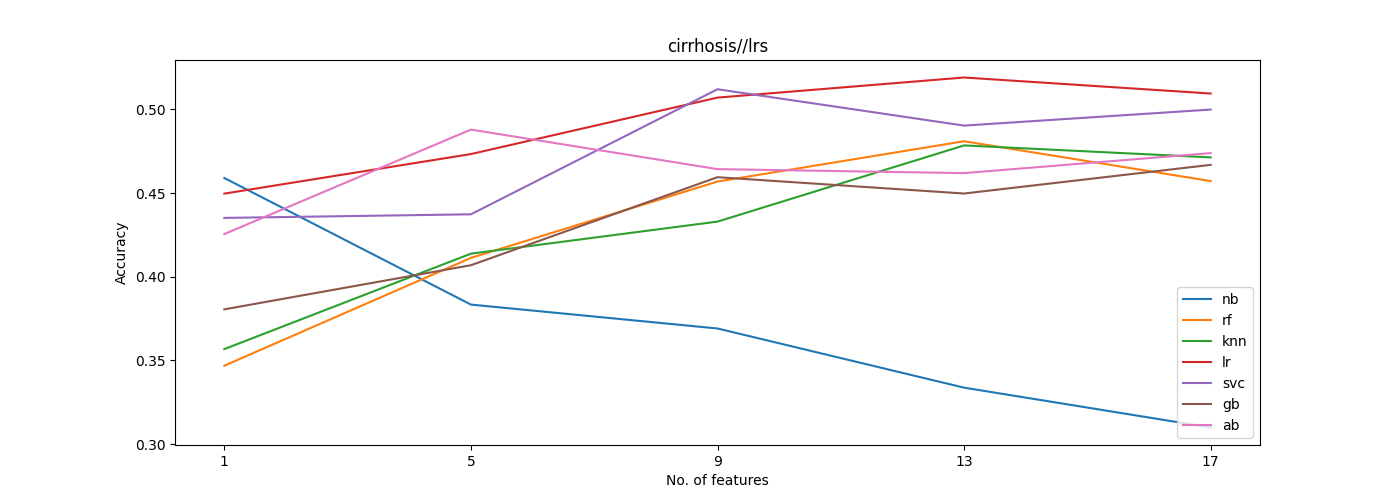 cirrhosis//lrs
Accuracy
0.50
0.45
0.40
0.35
0.30
1 5 9 13 17
No. of features
nb
rf
knn
lr
svc
gb
ab